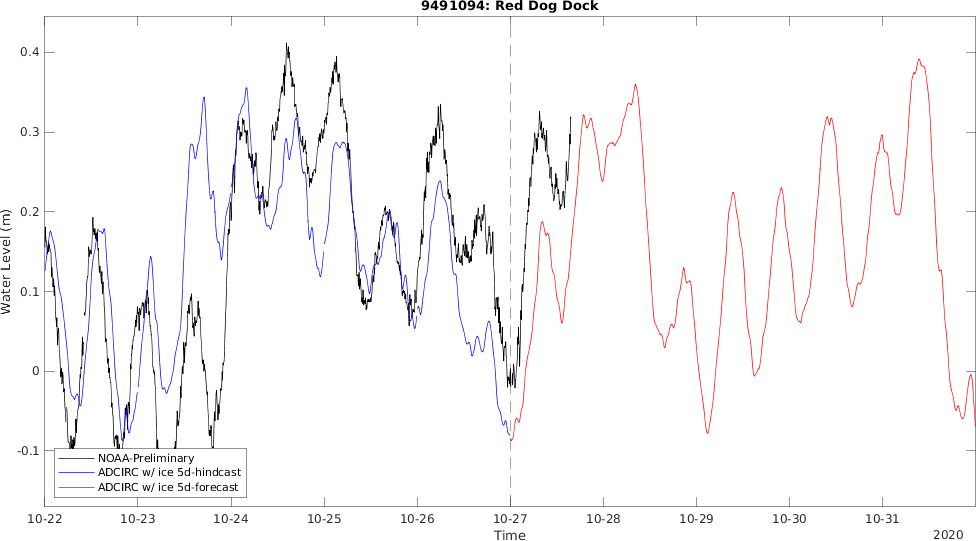 9491094: Red Dog Dock
Water Level (m)
0.4
0.3
0.2
0.1
0
-0.1
NOAA-Preliminary
ADCIRC w/ ice 5d-hindcast
ADCIRC w/ ice 5d-forecast
10-22 10-23 10-24 10-25 10-26 10-27 10-28 10-29 10-30 10-31
Time
2020